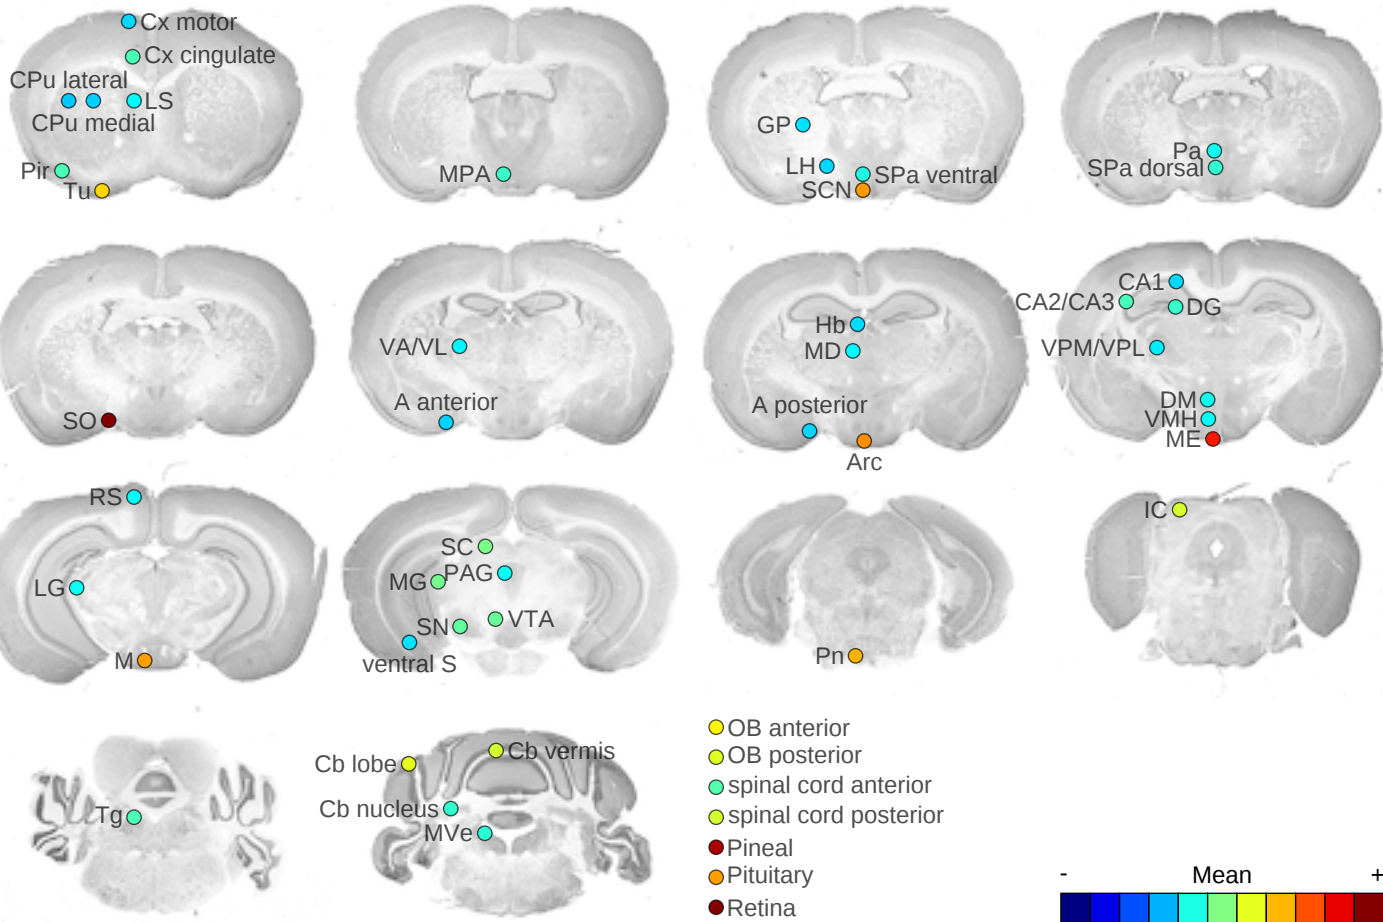 Cx motor
Cx cingulate
CPu lateral
LS
CPu medial
Pir
Tu
MPA
GP
LH
SPa ventral
SCN
Pa
SPa dorsal
SO
VA/VL
A anterior
Hb
MD
A posterior
Arc
CA1
CA2/CA3
DG
VPM/VPL
DM
VMH
ME
RS
LG
M
SC
MG
PAG
SN
VTA
ventral S
Pn
IC
Tg
Cb lobe
Cb vermis
Cb nucleus
MVe
OB anterior
OB posterior
spinal cord anterior
spinal cord posterior
Pineal
Pituitary
Retina
- Mean +